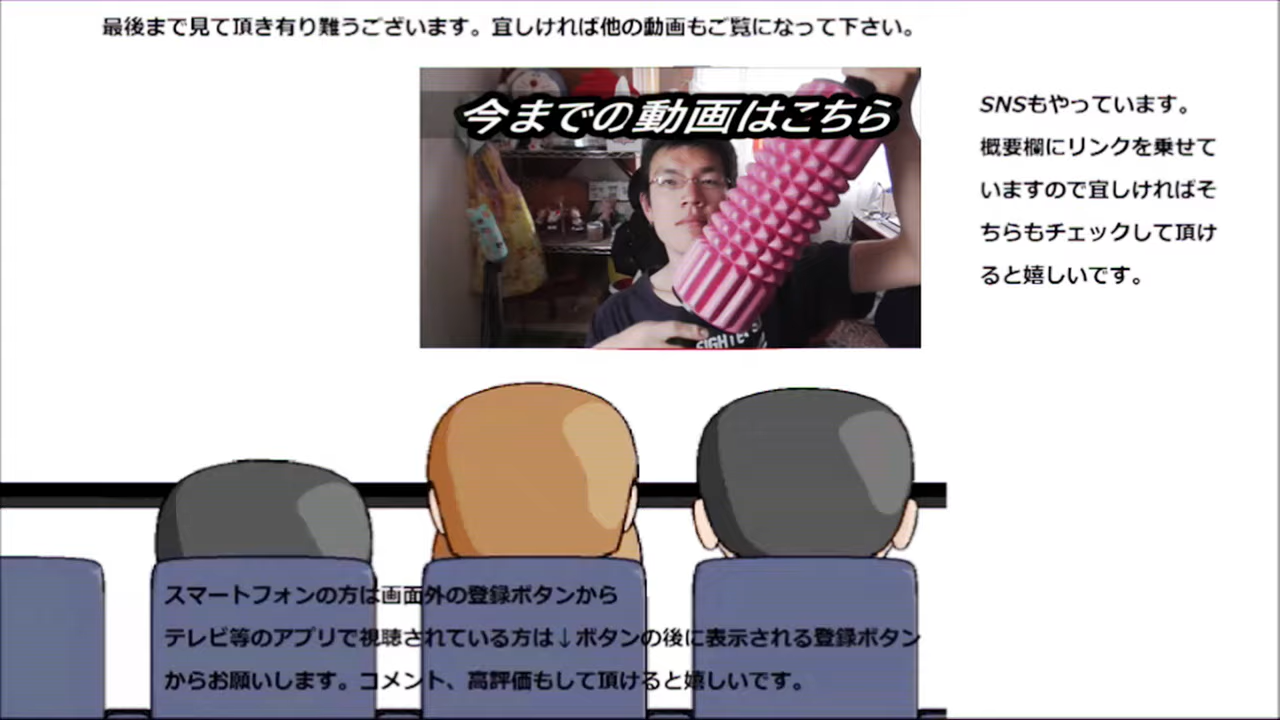 最後まで見て頂き有り難うございます。宜しければ他の動画もご覧になって下さい。
今までの動画はこちら
SNSもやっています。
概要欄にリンクを乗せて
いますので宜しければそ
ちらもチェックして頂け
ると嬉しいです。
スマートフォンの方は画面外の登録ボタンから
テレビ等のアプリで視聴されている方は↓ボタンの後に表示される登録ボタン
からお願いします。コメント、高評価もして頂けると嬉しいです。